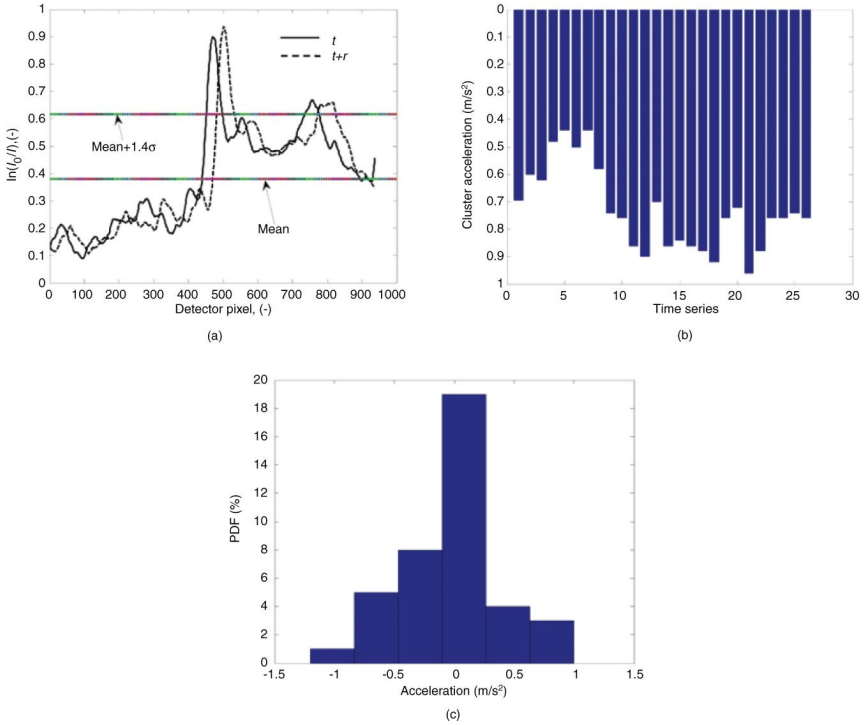 1
0.9
0.8
0.7
0.6
0.5
0.4
0.3
0.2
0.1
0
ln(I0/I),(-)
t
t+r
Mean+1.4σ
Mean
0 100 200 300 400 500 600 700 800 900 1000
Detector pixel, (-)
(a)
0
0.1
0.2
0.3
0.4
0.5
0.6
0.7
0.8
0.9
1
Cluster acceleration (m/s²)
0 5 10 15 20 25 30
Time series
(b)
20
18
16
14
12
10
8
6
4
2
0
PDF (%)
-1.5 -1 -0.5 0 0.5 1 1.5
Acceleration (m/s²)
(c)